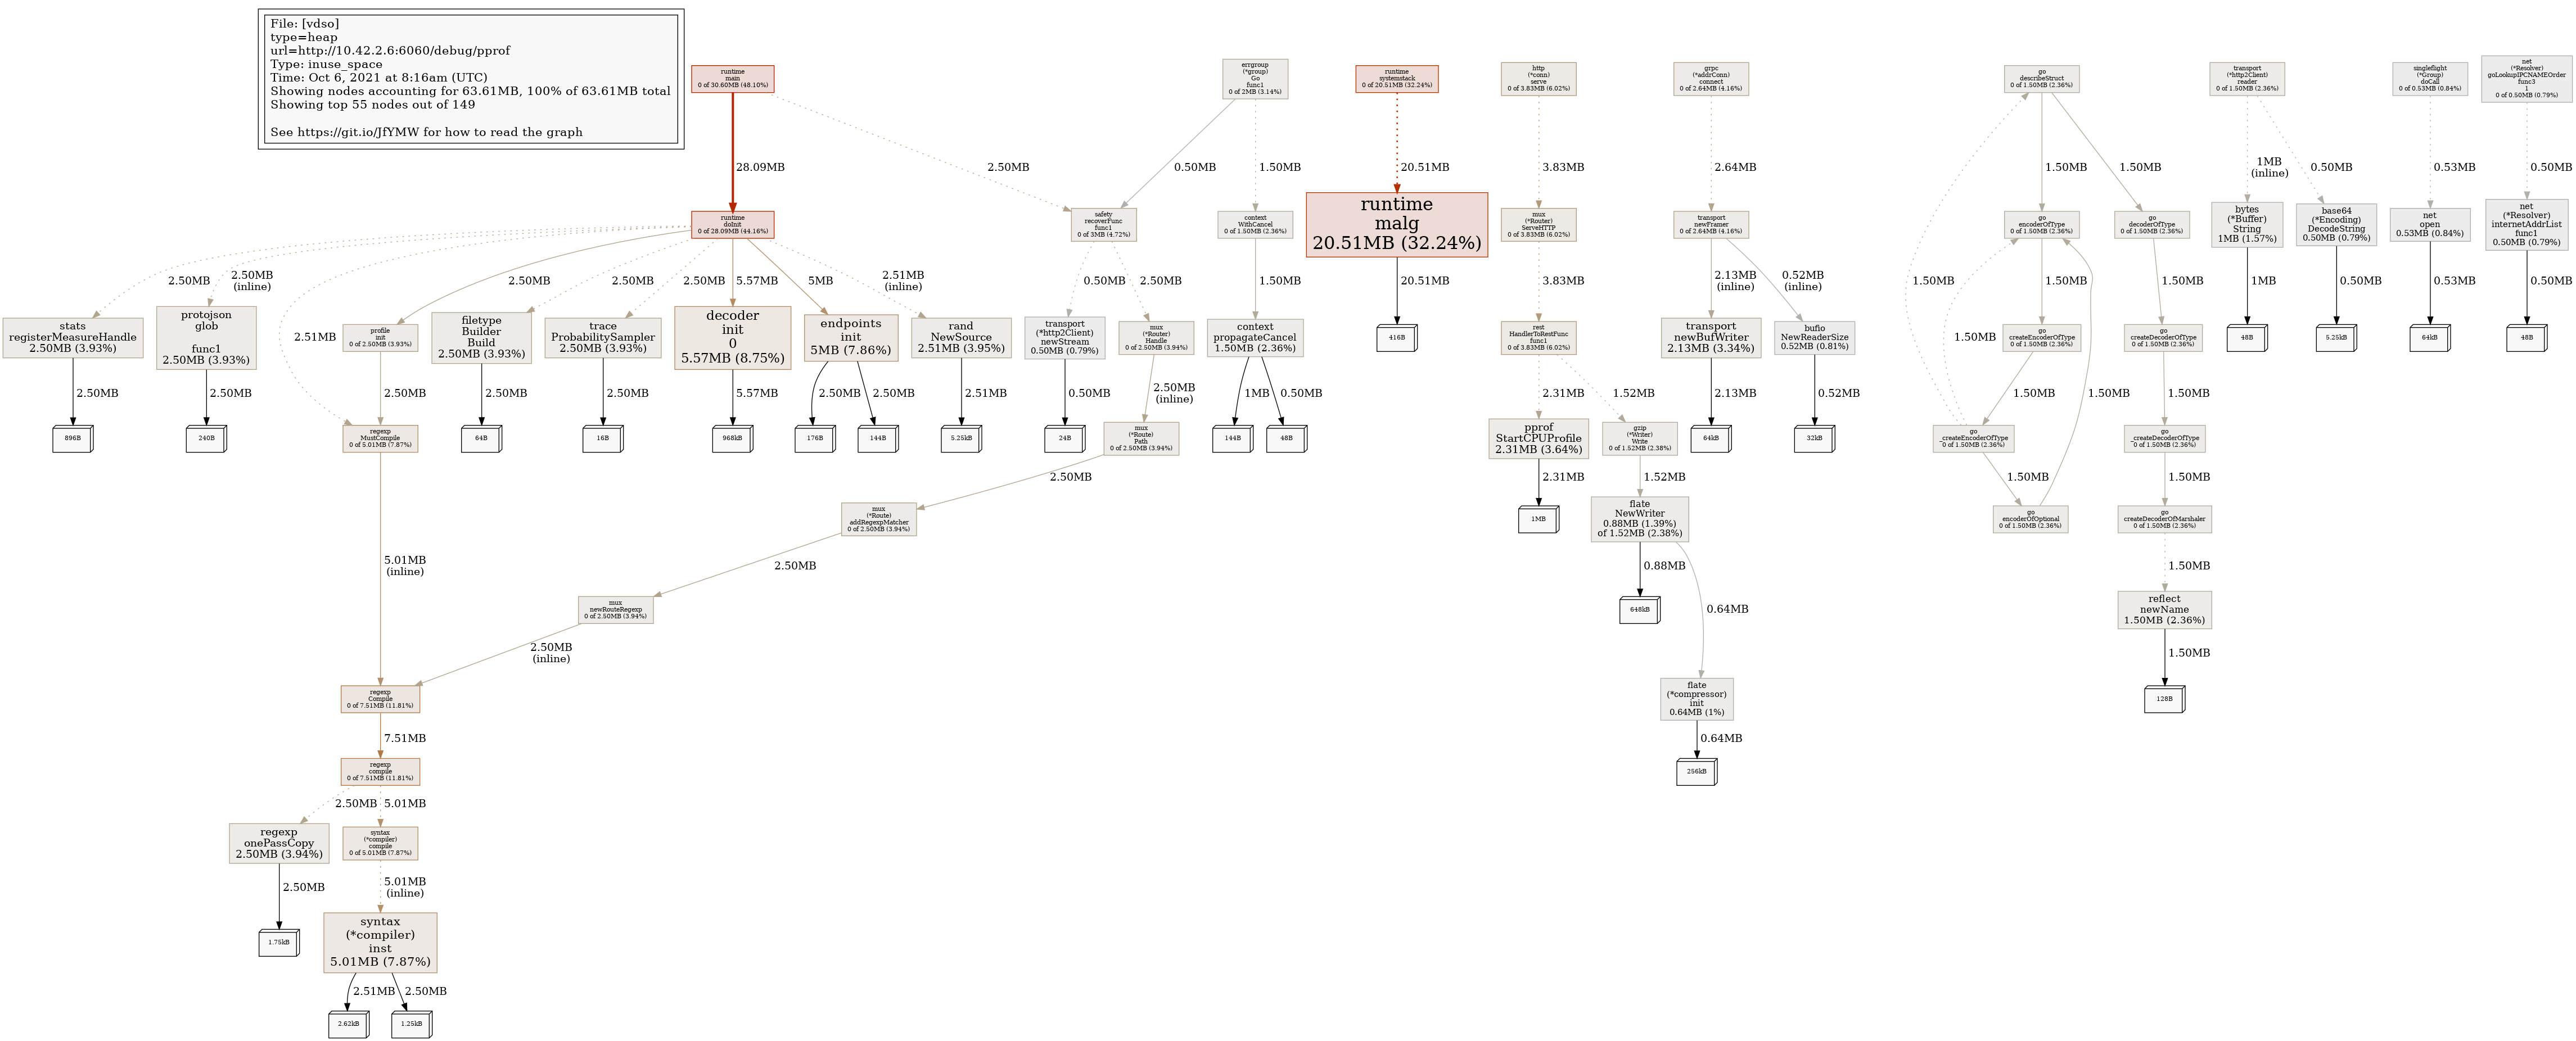 File: [vdso]
type=heap
url=http://10.42.2.6:6060/debug/pprof
Type: inuse_space
Time: Oct 6, 2021 at 8:16am (UTC)
Showing nodes accounting for 63.61MB, 100% of 63.61MB total
Showing top 55 nodes out of 149
See https://git.io/JfYMW for how to read the graph
runtime
main
0 of 30.60MB (48.10%)
errgroup
(*group)
Go
func1
0 of 2MB (3.14%)
runtime
systemstack
0 of 20.51MB (32.24%)
http
(*conn)
serve
0 of 3.83MB (6.02%)
grpc
(*addrConn)
connect
0 of 2.64MB (4.16%)
go
describeStruct
0 of 1.50MB (2.36%)
transport
(*http2Client)
reader
0 of 1.50MB (2.36%)
singleflight
(*Group)
doCall
0 of 0.53MB (0.84%)
net
(*Resolver)
goLookupIPCNAMEOrder
func3
1
0 of 0.50MB (0.79%)
28.09MB
2.50MB
0.50MB
1.50MB
20.51MB
3.83MB
2.64MB
1.50MB
1.50MB
1MB
(inline)
0.50MB
0.53MB
0.50MB
runtime
doInit
0 of 28.09MB (44.16%)
safety
recoverFunc
func1
0 of 3MB (4.72%)
context
WithCancel
0 of 1.50MB (2.36%)
runtime
malg
20.51MB (32.24%)
mux
(*Router)
ServeHTTP
0 of 3.83MB (6.02%)
transport
newFramer
0 of 2.64MB (4.16%)
go
encoderOfType
0 of 1.50MB (2.36%)
go
decoderOfType
0 of 1.50MB (2.36%)
bytes
(*Buffer)
String
1MB (1.57%)
base64
(*Encoding)
DecodeString
0.50MB (0.79%)
net
open
0.53MB (0.84%)
net
(*Resolver)
internetAddrList
func1
0.50MB (0.79%)
2.50MB
2.50MB
(inline)
2.51MB
2.50MB
2.50MB
2.50MB
5.57MB
5MB
2.51MB
(inline)
0.50MB
2.50MB
1.50MB
20.51MB
3.83MB
2.13MB
(inline)
0.52MB
(inline)
1.50MB
1.50MB
1.50MB
1.50MB
1MB
0.50MB
0.53MB
0.50MB
stats
registerMeasureHandle
2.50MB (3.93%)
protojson
glob
func1
2.50MB (3.93%)
profile
init
0 of 2.50MB (3.93%)
filetype
Builder
Build
2.50MB (3.93%)
trace
ProbabilitySampler
2.50MB (3.93%)
decoder
init
0
5.57MB (8.75%)
endpoints
init
5MB (7.86%)
rand
NewSource
2.51MB (3.95%)
transport
(*http2Client)
newStream
0.50MB (0.79%)
mux
(*Router)
Handle
0 of 2.50MB (3.94%)
context
propagateCancel
1.50MB (2.36%)
416B
rest
HandlerToRestFunc
func1
0 of 3.83MB (6.02%)
transport
newBufWriter
2.13MB (3.34%)
bufio
NewReaderSize
0.52MB (0.81%)
go
createEncoderOfType
0 of 1.50MB (2.36%)
go
createDecoderOfType
0 of 1.50MB (2.36%)
48B
5.25kB
64kB
48B
2.50MB
2.50MB
2.50MB
2.50MB
2.50MB
5.57MB
2.50MB
2.50MB
2.51MB
0.50MB
2.50MB
(inline)
1MB
0.50MB
2.31MB
1.52MB
2.13MB
0.52MB
1.50MB
1.50MB
896B
240B
regexp
MustCompile
0 of 5.01MB (7.87%)
64B
16B
968kB
176B
144B
5.25kB
24B
mux
(*Route)
Path
0 of 2.50MB (3.94%)
144B
48B
pprof
StartCPUProfile
2.31MB (3.64%)
gzip
(*Writer)
Write
0 of 1.52MB (2.38%)
64kB
32kB
go
_createEncoderOfType
0 of 1.50MB (2.36%)
go
_createDecoderOfType
0 of 1.50MB (2.36%)
2.50MB
2.31MB
1.52MB
1.50MB
1.50MB
mux
(*Route)
addRegexpMatcher
0 of 2.50MB (3.94%)
1MB
flate
NewWriter
0.88MB (1.39%)
of 1.52MB (2.38%)
go
encoderOfOptional
0 of 1.50MB (2.36%)
go
createDecoderOfMarshaler
0 of 1.50MB (2.36%)
5.01MB
(inline)
2.50MB
0.88MB
0.64MB
1.50MB
mux
newRouteRegexp
0 of 2.50MB (3.94%)
648kB
reflect
newName
1.50MB (2.36%)
2.50MB
(inline)
1.50MB
regexp
Compile
0 of 7.51MB (11.81%)
flate
(*compressor)
init
0.64MB (1%)
128B
7.51MB
0.64MB
regexp
compile
0 of 7.51MB (11.81%)
256kB
2.50MB
5.01MB
regexp
onePassCopy
2.50MB (3.94%)
syntax
(*compiler)
compile
0 of 5.01MB (7.87%)
2.50MB
5.01MB
(inline)
1.75kB
syntax
(*compiler)
inst
5.01MB (7.87%)
2.51MB
2.50MB
2.62kB
1.25kB